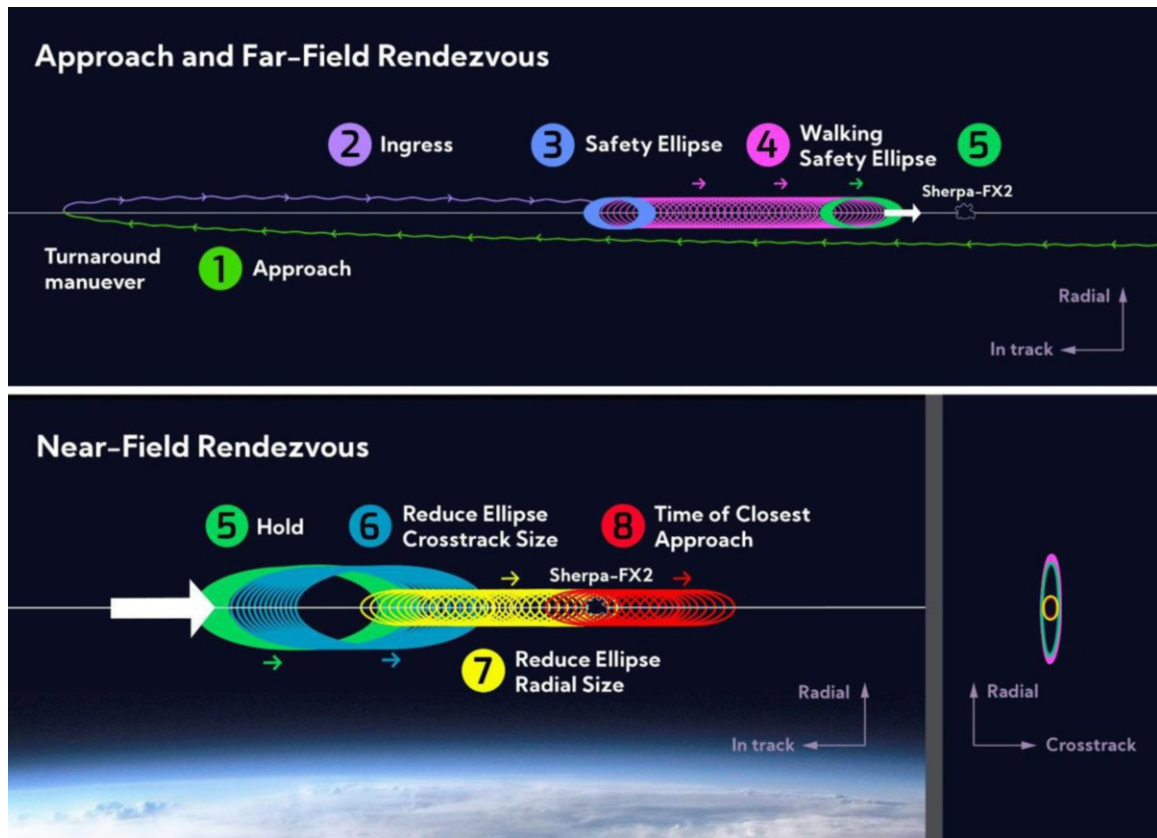 Approach and Far-Field Rendezvous
2 Ingress
3 Safety Ellipse
4 Walking
Safety Ellipse
5
Sherpa-FX2
Turnaround
manuever
1 Approach
Radial
In track
Near-Field Rendezvous
5 Hold
6 Reduce Ellipse
Crosstrack Size
8 Time of Closest
Approach
Sherpa-FX2
7 Reduce Ellipse
Radial Size
Radial
In track
Radial
Crosstrack